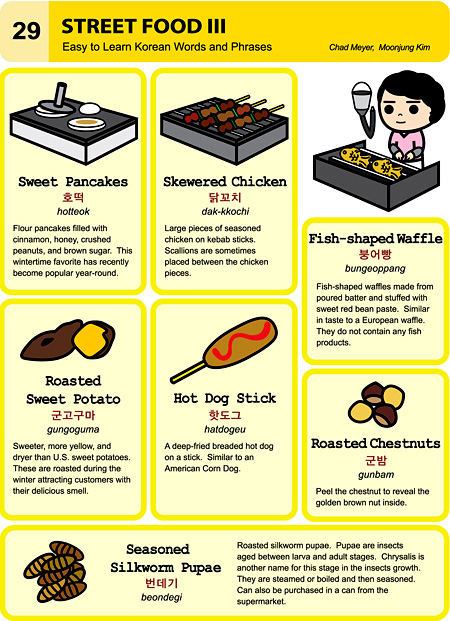 29
STREET FOOD III
Easy to Learn Korean Words and Phrases
Chad Meyer, Moonjung Kim
Sweet Pancakes
호떡
hotteok
Flour pancakes filled with
cinnamon, honey, crushed
peanuts, and brown sugar. This
wintertime favorite has recently
become popular year-round.
Skewered Chicken
닭꼬치
dak-kkochi
Large pieces of seasoned
chicken on kebab sticks.
Scallions are sometimes
placed between the chicken
pieces.
Fish-shaped Waffle
붕어빵
bungeoppang
Fish-shaped waffles made from
poured batter and stuffed with
sweet red bean paste. Similar
in taste to a European waffle.
They do not contain any fish
products.
Roasted
Sweet Potato
군고구마
gungoguma
Sweeter, more yellow, and
dryer than U.S. sweet potatoes.
These are roasted during the
winter attracting customers with
their delicious smell.
Hot Dog Stick
핫도그
hatdogeu
A deep-fried breaded hot dog
on a stick. Similar to an
American Corn Dog.
Roasted Chestnuts
군밤
gunbam
Peel the chestnut to reveal the
golden brown nut inside.
Seasoned
Silkworm Pupae
번데기
beondegi
Roasted silkworm pupae. Pupae are insects
aged between larva and adult stages. Chrysalis is
another name for this stage in the insects growth.
They are steamed or boiled and then seasoned.
Can also be purchased in a can from the
supermarket.